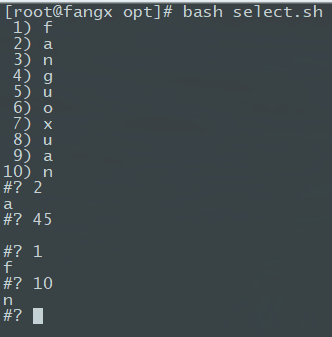 [root@fangx opt]# bash select.sh
 1) f
 2) a
 3) n
 4) g
 5) u
 6) o
 7) x
 8) u
 9) a
10) n
#? 2
a
#? 45

#? 1
f
#? 10
n
#?